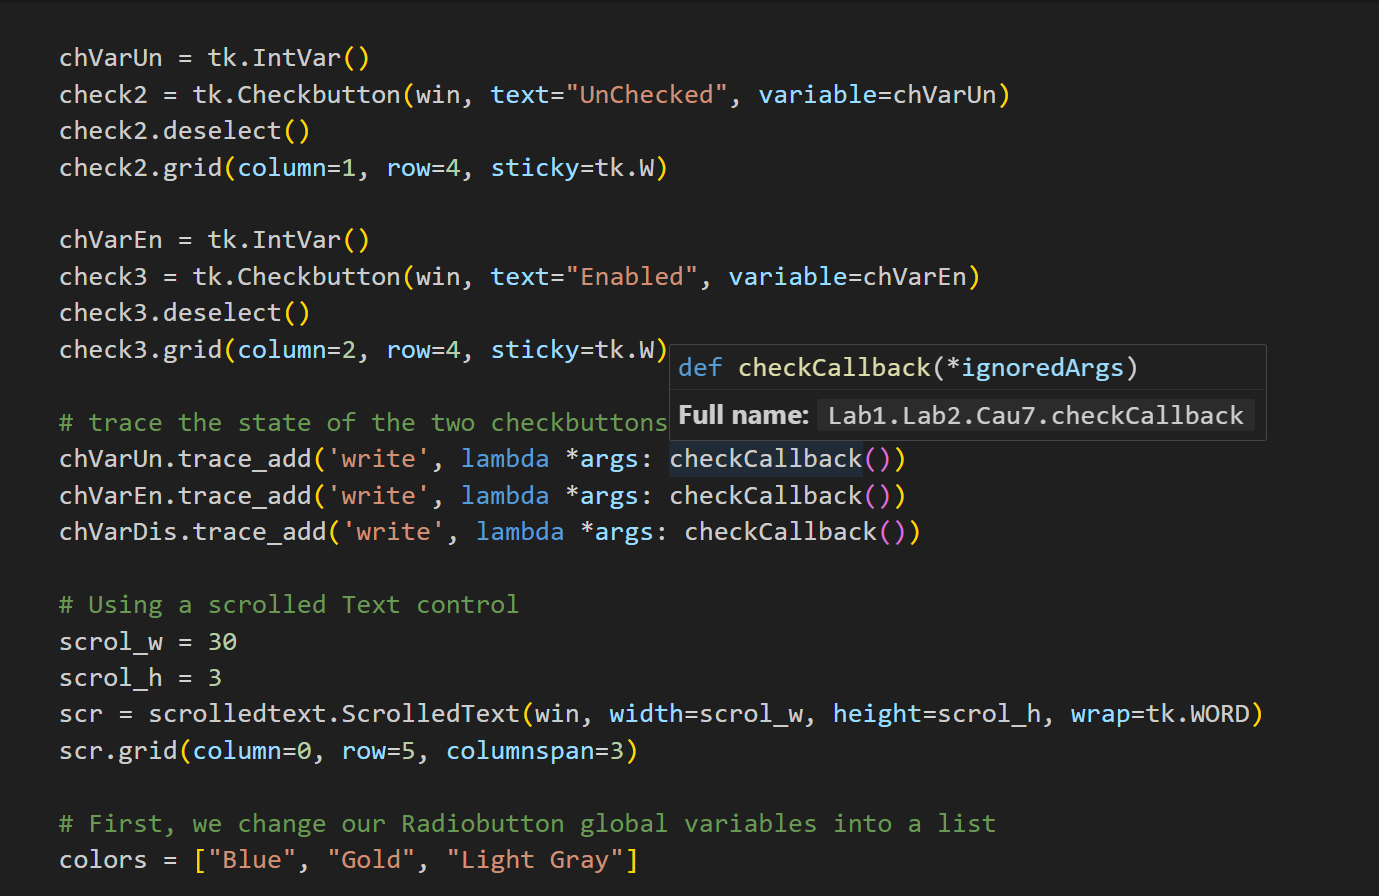 chVarUn = tk.IntVar()
check2 = tk.Checkbutton(win, text="UnChecked", variable=chVarUn)
check2.deselect()
check2.grid(column=1, row=4, sticky=tk.W)
chVarEn = tk.IntVar()
check3 = tk.Checkbutton(win, text="Enabled", variable=chVarEn)
check3.deselect()
check3.grid(column=2, row=4, sticky=tk.W)
def checkCallback(*ignoredArgs)
Full name: Lab1.Lab2.Cau7.checkCallback
# trace the state of the two checkbuttons
chVarUn.trace_add('write', lambda *args: checkCallback())
chVarEn.trace_add('write', lambda *args: checkCallback())
chVarDis.trace_add('write', lambda *args: checkCallback())
# Using a scrolled Text control
scrol_w = 30
scrol_h = 3
scr = scrolledtext.ScrolledText(win, width=scrol_w, height=scrol_h, wrap=tk.WORD)
scr.grid(column=0, row=5, columnspan=3)
# First, we change our Radiobutton global variables into a list
colors = ["Blue", "Gold", "Light Gray"]